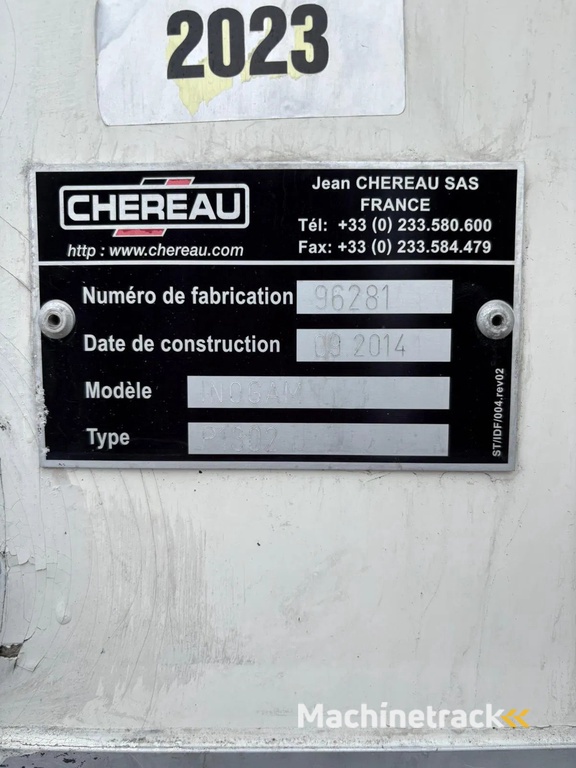 2023
CHEREAU
http : www.chereau.com
Jean CHEREAU SAS
FRANCE
Tél: +33 (0) 233.580.600
Fax: +33 (0) 233.584.479
Numéro de fabrication 96281
Date de construction 09 2014
Modèle
Type
ST/IDF/004.rev02
Machinetrack